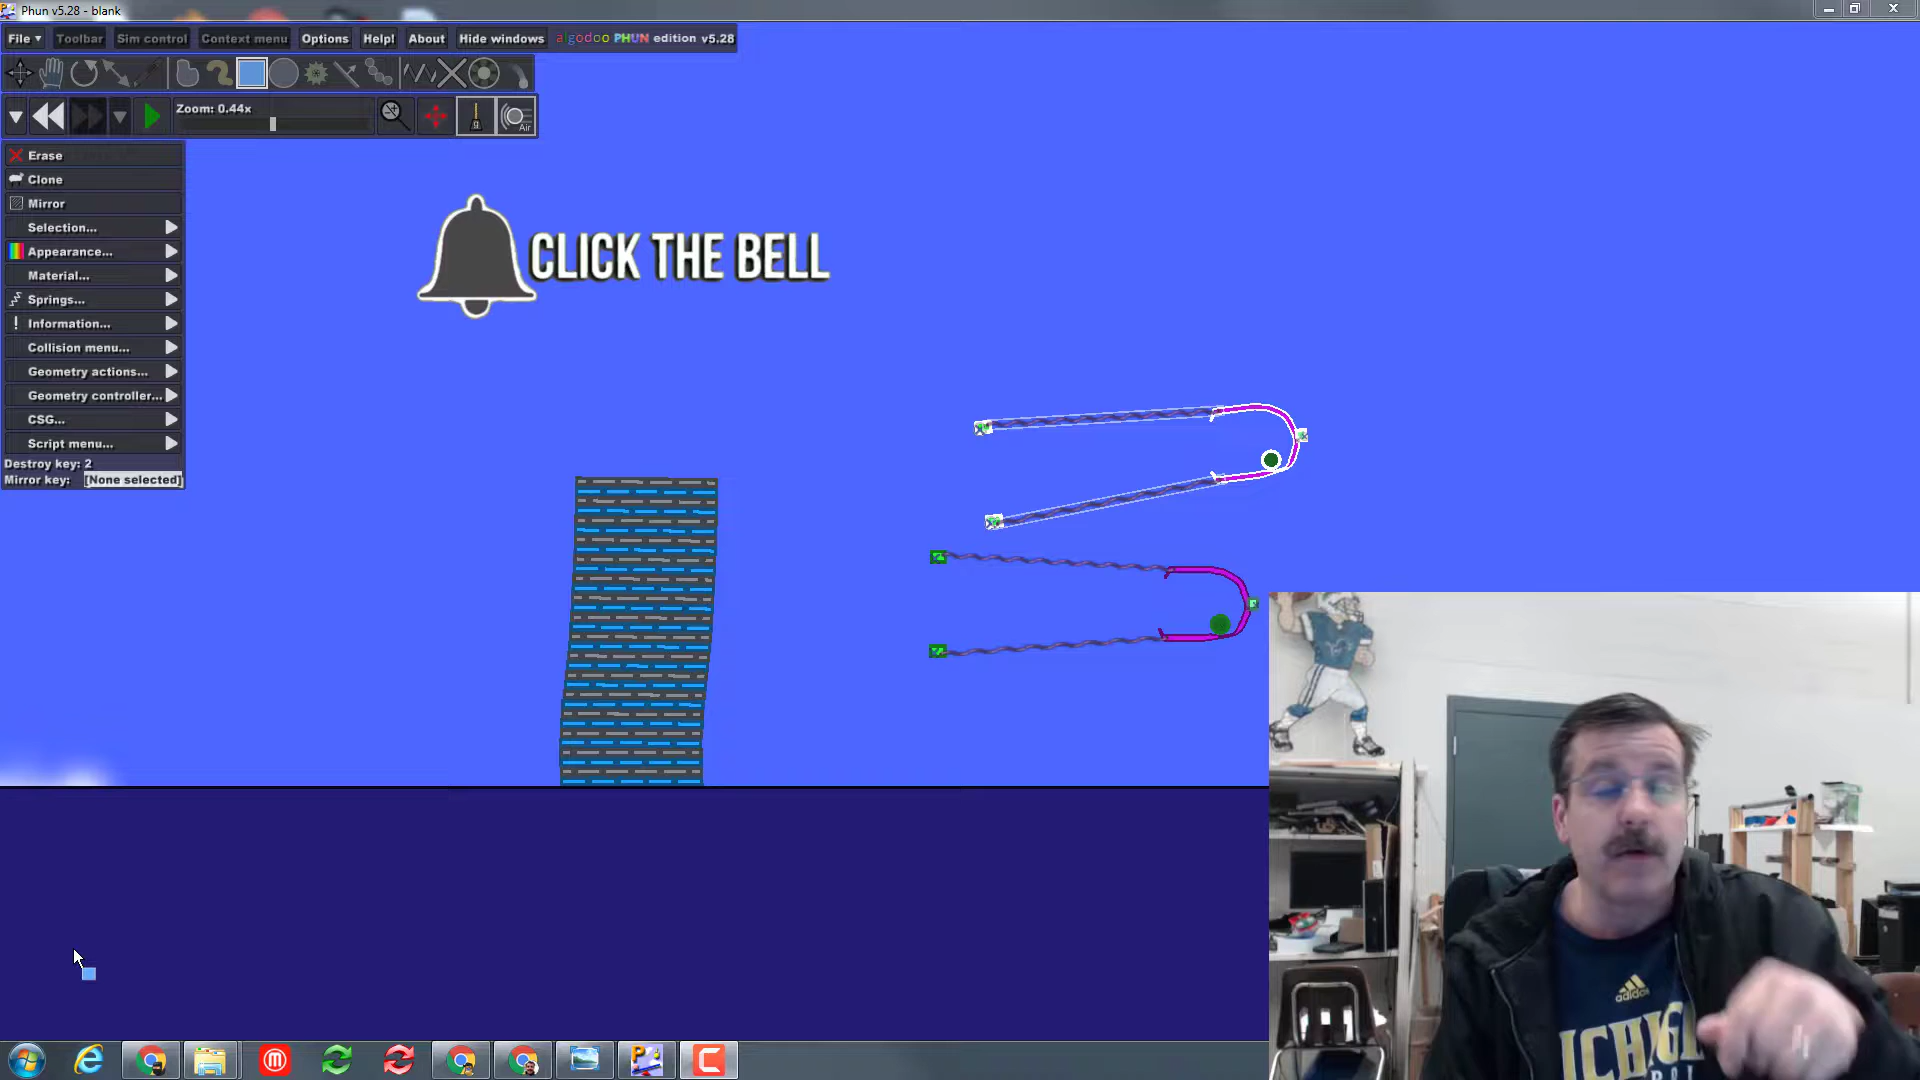 Phun v5.28 - blank
File Toolbar Sim control Context menu Options Help! About Hide windows algodoo PHUN edition v5.28
Zoom: 0.44x
Air
Erase
Clone
Mirror
Selection...
Appearance...
Material...
Springs...
Information...
Collision menu...
Geometry actions...
Geometry controller...
CSG...
Script menu...
Destroy key: 2
Mirror key: [None selected]
CLICK THE BELL
adidas